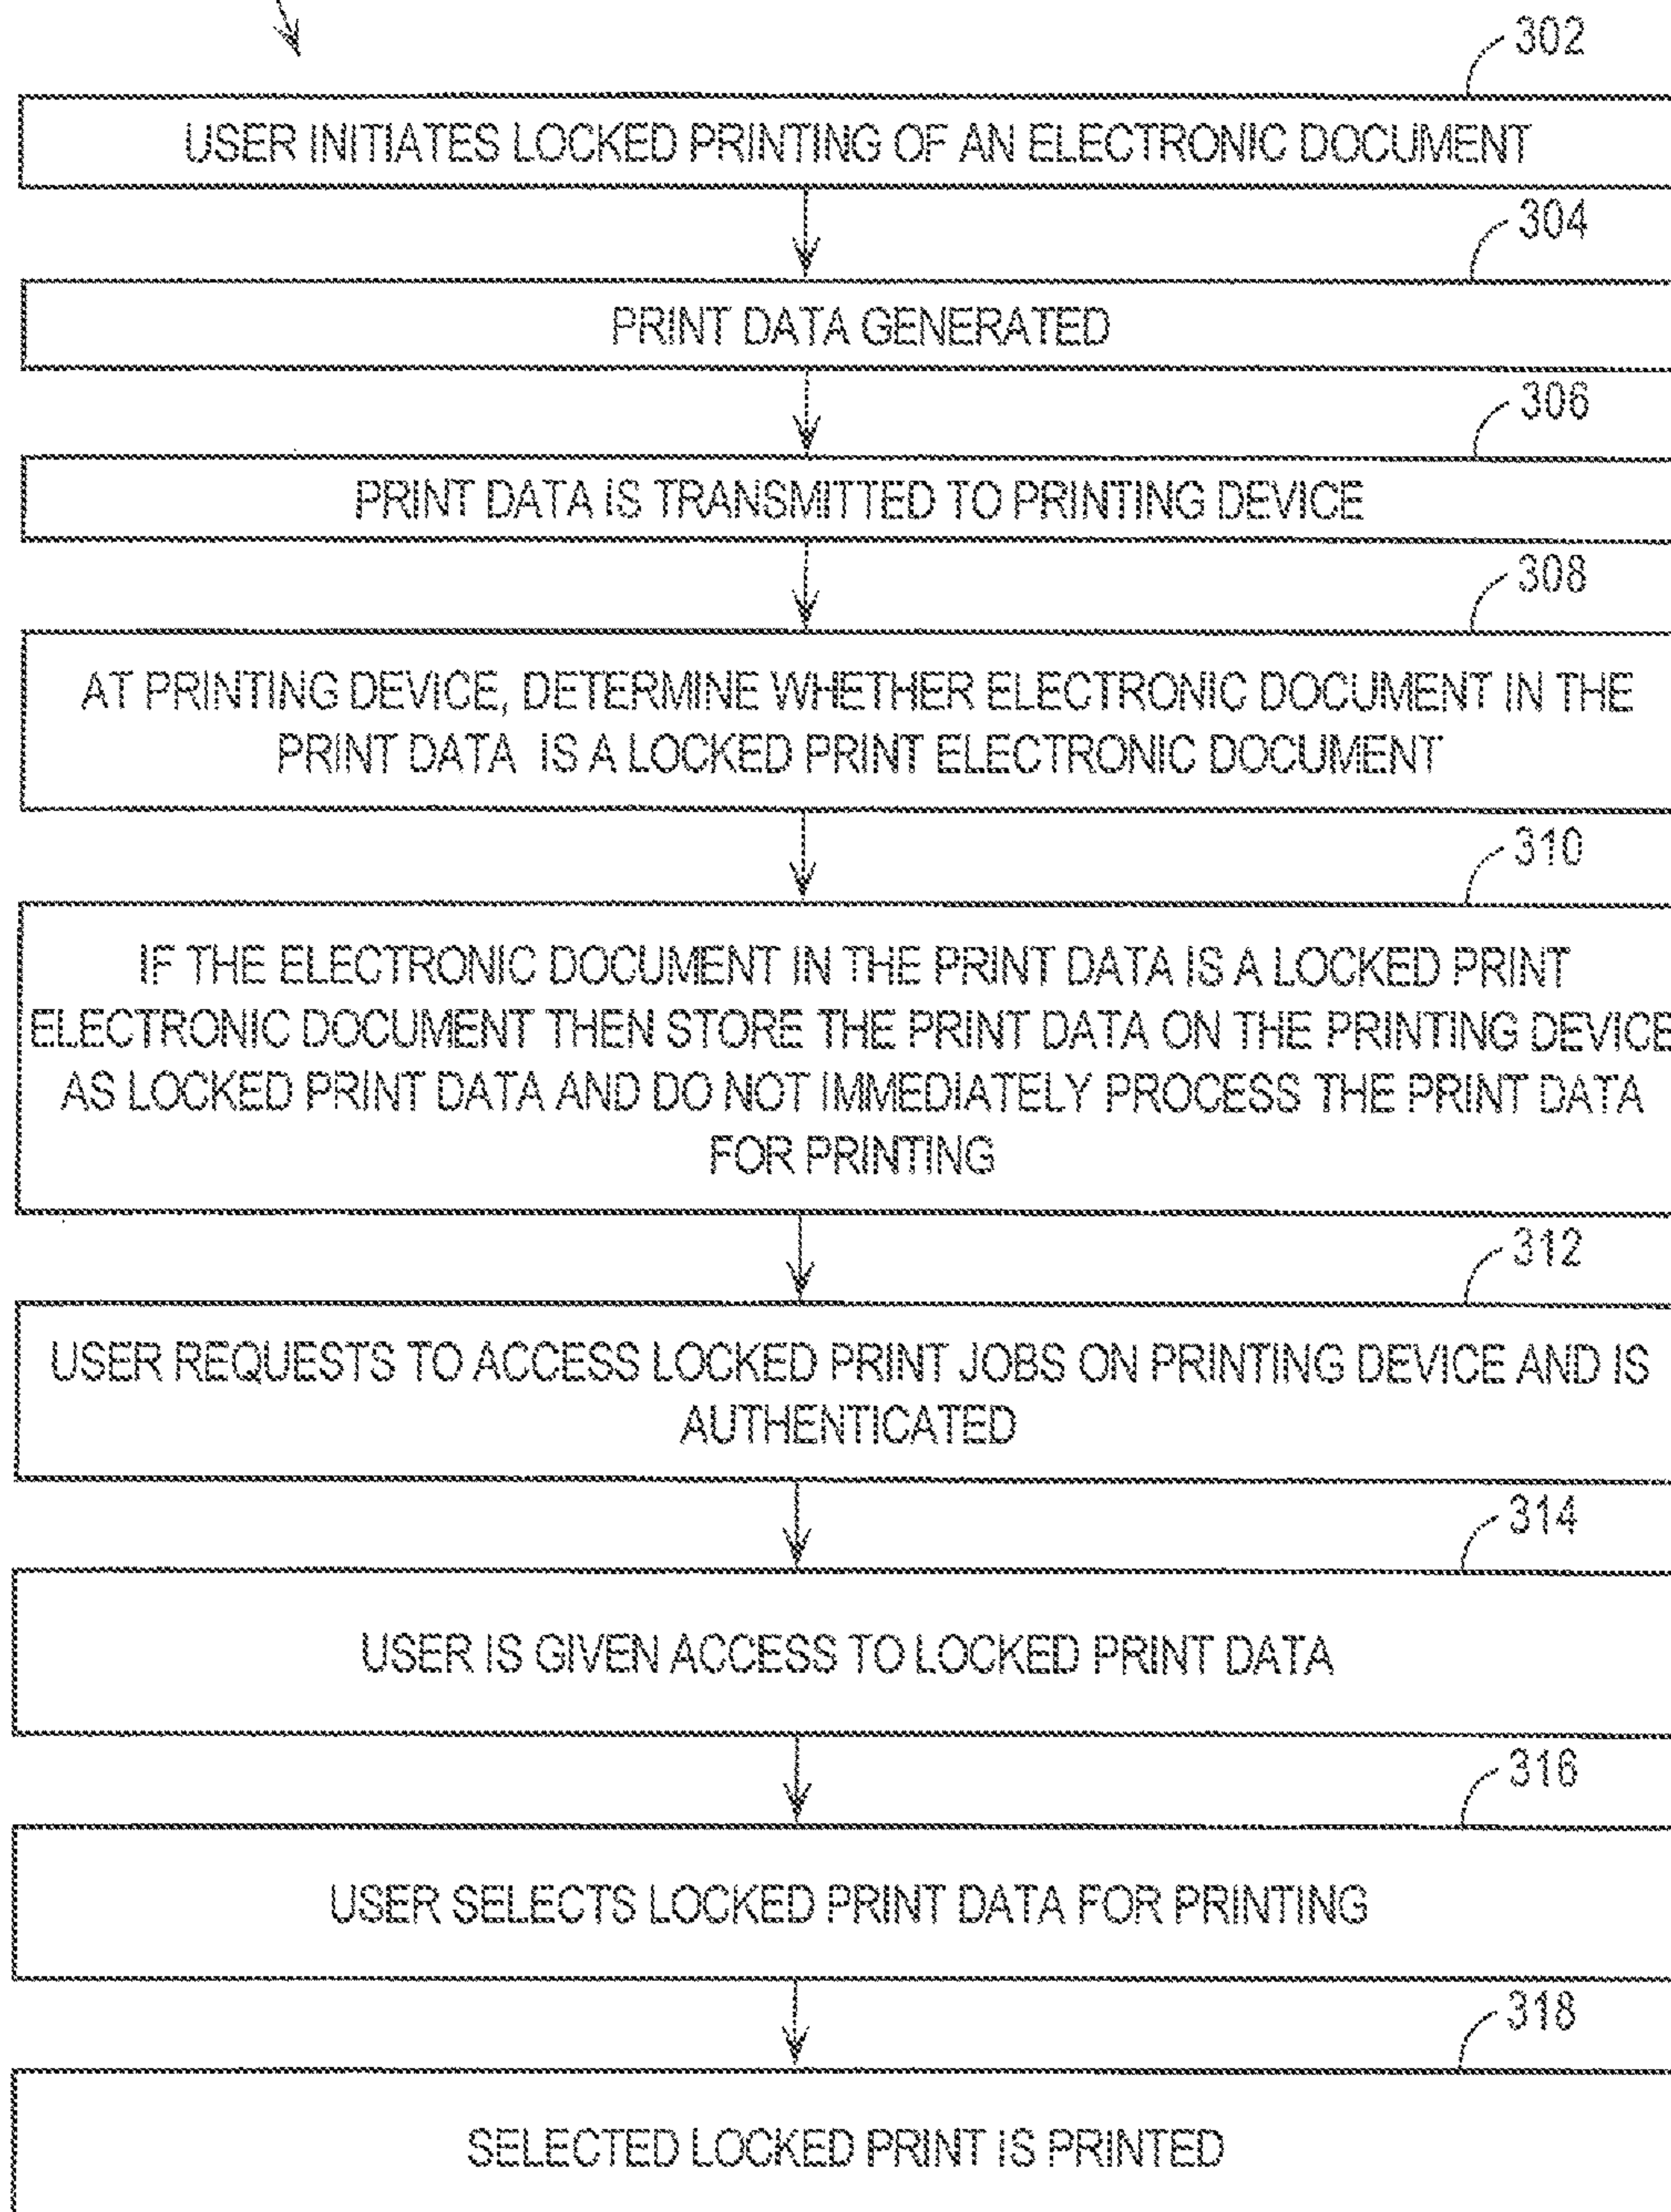 302
USER INITIATES LOCKED PRINTING OF AN ELECTRONIC DOCUMENT
304
PRINT DATA GENERATED
306
PRINT DATA IS TRANSMITTED TO PRINTING DEVICE
308
AT PRINTING DEVICE, DETERMINE WHETHER ELECTRONIC DOCUMENT IN THE
PRINT DATA IS A LOCKED PRINT ELECTRONIC DOCUMENT
310
IF THE ELECTRONIC DOCUMENT IN THE PRINT DATA IS A LOCKED PRINT
ELECTRONIC DOCUMENT THEN STORE THE PRINT DATA ON THE PRINTING DEVICE
AS LOCKED PRINT DATA AND DO NOT IMMEDIATELY PROCESS THE PRINT DATA
FOR PRINTING
312
USER REQUESTS TO ACCESS LOCKED PRINT JOBS ON PRINTING DEVICE AND IS
AUTHENTICATED
314
USER IS GIVEN ACCESS TO LOCKED PRINT DATA
316
USER SELECTS LOCKED PRINT DATA FOR PRINTING
318
SELECTED LOCKED PRINT IS PRINTED